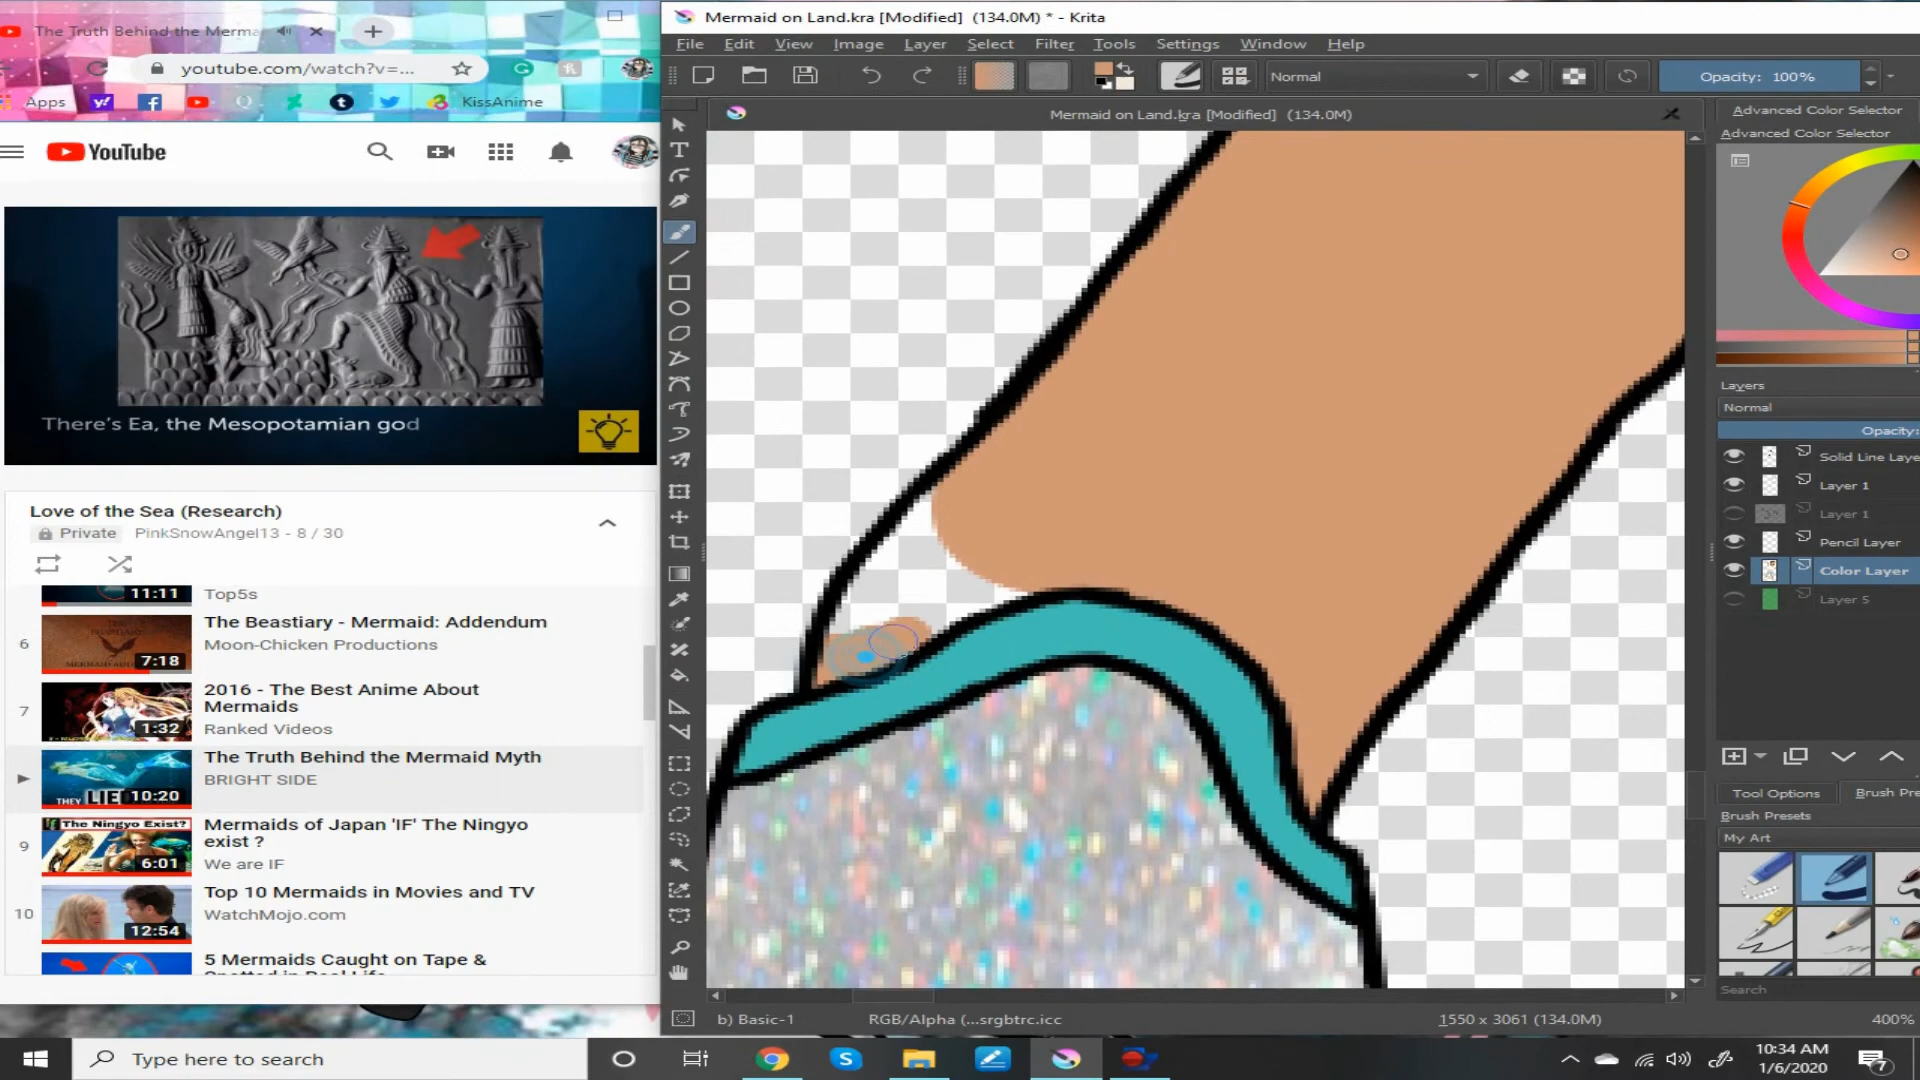 The Truth Behind the Merma
youtube.com/watch?v=...
Apps
KissAnime
YouTube
There's Ea, the Mesopotamian god
Love of the Sea (Research)
Private PinkSnowAngel13 - 8 / 30
11:11
Top5s
6
The Beastiary - Mermaid: Addendum
Moon-Chicken Productions
7:18
7
2016 - The Best Anime About
Mermaids
Ranked Videos
1:32
The Truth Behind the Mermaid Myth
BRIGHT SIDE
THEY LIE
10:20
9
The Ningyo Exist?
Mermaids of Japan 'IF' The Ningyo
exist ?
We are IF
6:01
10
Top 10 Mermaids in Movies and TV
WatchMojo.com
12:54
5 Mermaids Caught on Tape &
Spotted in Real Life
Mermaid on Land.kra [Modified] (134.0M) * - Krita
File Edit View Image Layer Select Filter Tools Settings Window Help
Normal
Opacity: 100%
Mermaid on Land.kra [Modified] (134.0M)
Advanced Color Selector
Advanced Color Selector
Layers
Normal
Opacity:
Solid Line Laye
Layer 1
Layer 1
Pencil Layer
Color Layer
Layer 5
Tool Options Brush Pre
Brush Presets
My Art
Search
b) Basic-1
RGB/Alpha (...srgbtrc.icc
1550 x 3061 (134.0M)
400%
Type here to search
10:34 AM
1/6/2020
7